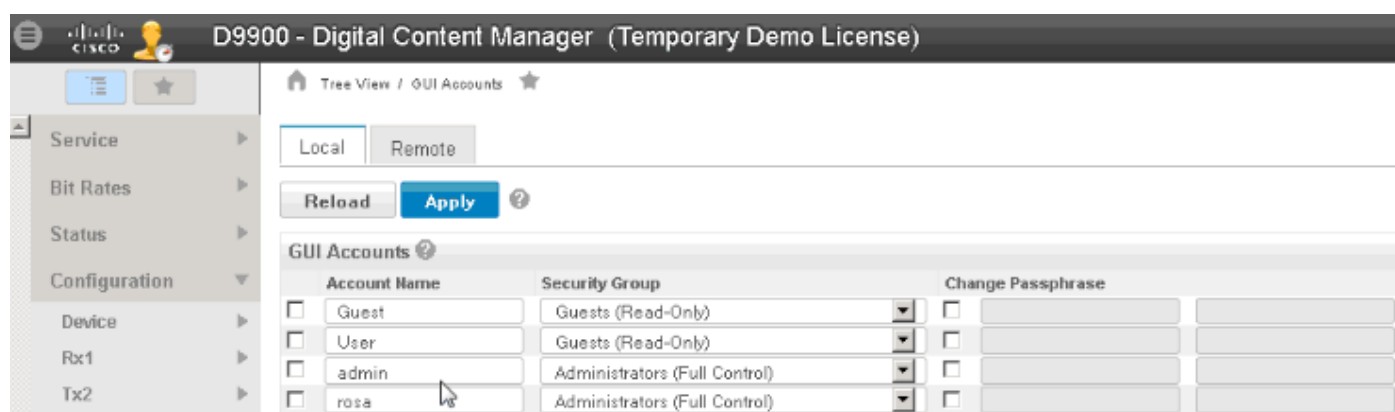 CISCO D9900 - Digital Content Manager (Temporary Demo License)
Tree View / GUI Accounts
Service
Bit Rates
Status
Configuration
Device
Rx1
Tx2
Local Remote
Reload Apply ?
GUI Accounts ?
Account Name Security Group Change Passphrase
Guest Guests (Read-Only)
User Guests (Read-Only)
admin Administrators (Full Control)
rosa Administrators (Full Control)